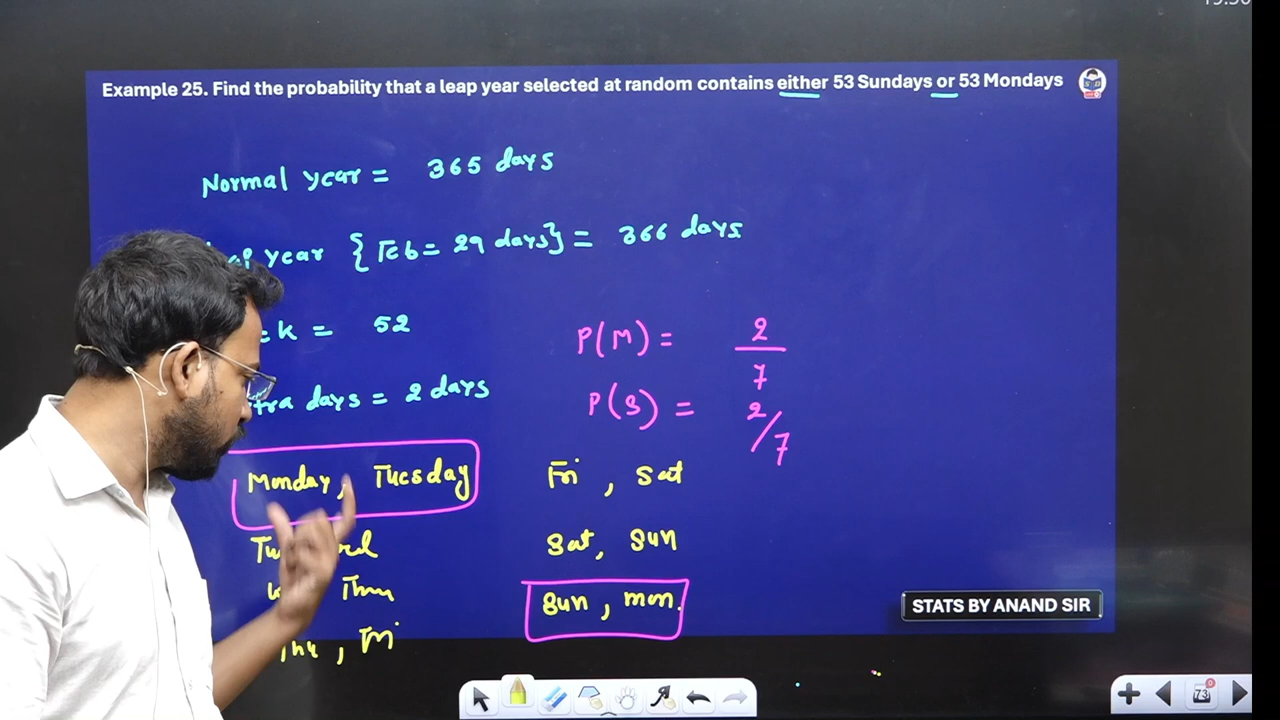 Example 25. Find the probability that a leap year selected at random contains either 53 Sundays or 53 Mondays
Normal year = 365 days
year { Feb = 29 days } = 366 days
= 52
P(M) = 2/7
days = 2 days
P(S) = 2/7
Monday, Tuesday
Fri, Sat
Sat, Sun
Thu
Sun, mon.
STATS BY ANAND SIR
73